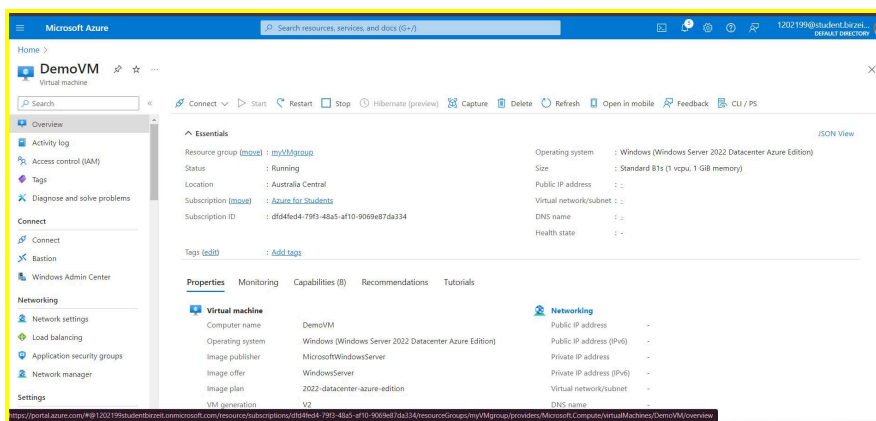 Microsoft Azure
Search resources, services, and docs (G+/)
1202199@student.birzei...
DEFAULT DIRECTORY
Home >
DemoVM
Virtual machine
Search
Connect
Start
Restart
Stop
Hibernate (preview)
Capture
Delete
Refresh
Open in mobile
Feedback
CLI / PS
Overview
Activity log
Access control (IAM)
Tags
Diagnose and solve problems
Connect
Connect
Bastion
Windows Admin Center
Networking
Network settings
Load balancing
Application security groups
Network manager
Settings
Essentials
JSON View
Resource group (move) : myVMgroup
Status : Running
Location : Australia Central
Subscription (move) : Azure for Students
Subscription ID : dfd4fed4-79f3-48a5-af10-9069e87da334
Operating system : Windows (Windows Server 2022 Datacenter Azure Edition)
Size : Standard B1s (1 vcpu, 1 GiB memory)
Public IP address : -
Virtual network/subnet : -
DNS name : -
Health state : -
Tags (edit) : Add tags
Properties Monitoring Capabilities (8) Recommendations Tutorials
Virtual machine
Computer name DemoVM
Operating system Windows (Windows Server 2022 Datacenter Azure Edition)
Image publisher MicrosoftWindowsServer
Image offer WindowsServer
Image plan 2022-datacenter-azure-edition
VM generation V2
Networking
Public IP address -
Public IP address (IPv6) -
Private IP address -
Private IP address (IPv6) -
Virtual network/subnet -
DNS name -
https://portal.azure.com/#@1202199studentbirzeit.onmicrosoft.com/resource/subscriptions/dfd4fed4-79f3-48a5-af10-9069e87da334/resourceGroups/myVMgroup/providers/Microsoft.Compute/virtualMachines/DemoVM/overview